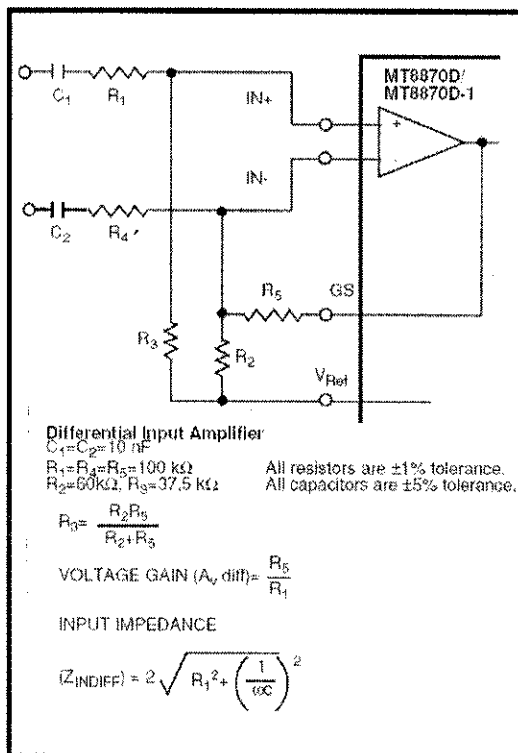 MT8870D/
MT8870D-1
C₁
R₁
IN+
+
IN-
-
C₂
R₄
R₅
GS
R₃
R₂
VRef
Differential Input Amplifier
C₁=C₂=10 nF
R₁=R₄=R₅=100 kΩ All resistors are ±1% tolerance.
R₂=60kΩ, R₃=37.5 kΩ All capacitors are ±5% tolerance.
R₃= R₂R₅ / R₂+R₅
VOLTAGE GAIN (Aᵥ diff)= R₅ / R₁
INPUT IMPEDANCE
(ZINDIFF) = 2 √ R₁²+ (1 / ωC)²